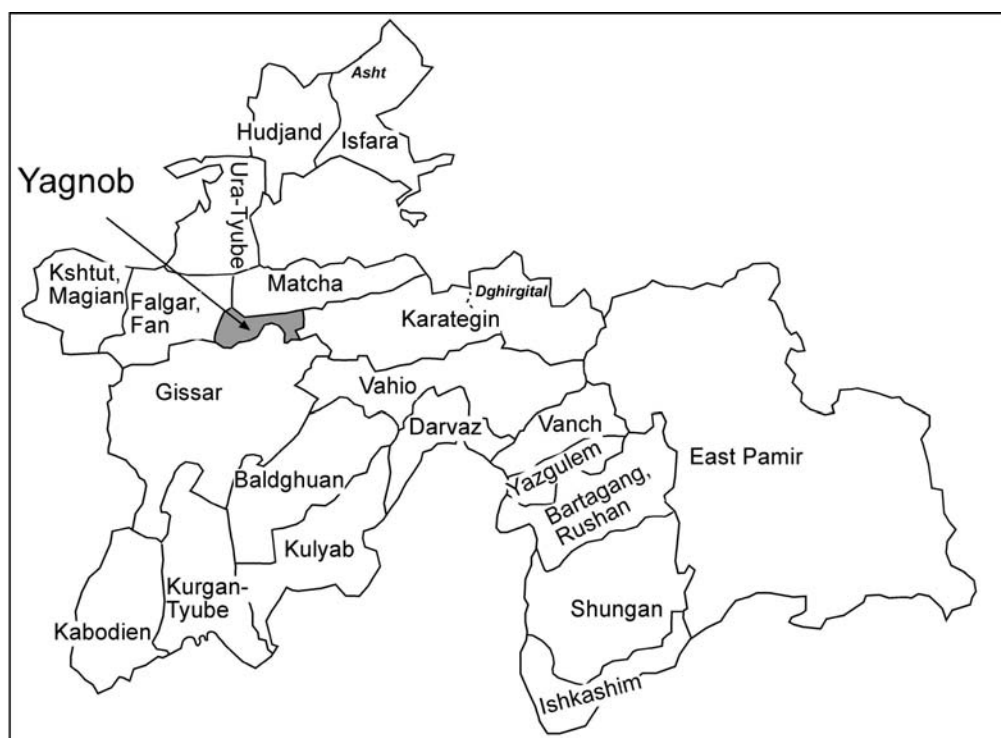 Asht
Hudjand
Isfara
Ura-Tyube
Yagnob
Kshtut,
Magian
Falgar,
Fan
Matcha
Dghirgital
Karategin
Gissar
Vahio
Darvaz
Vanch
Yazgulem
East Pamir
Bartagang,
Rushan
Baldghuan
Kulyab
Kurgan-
Tyube
Kabodien
Shungan
Ishkashim